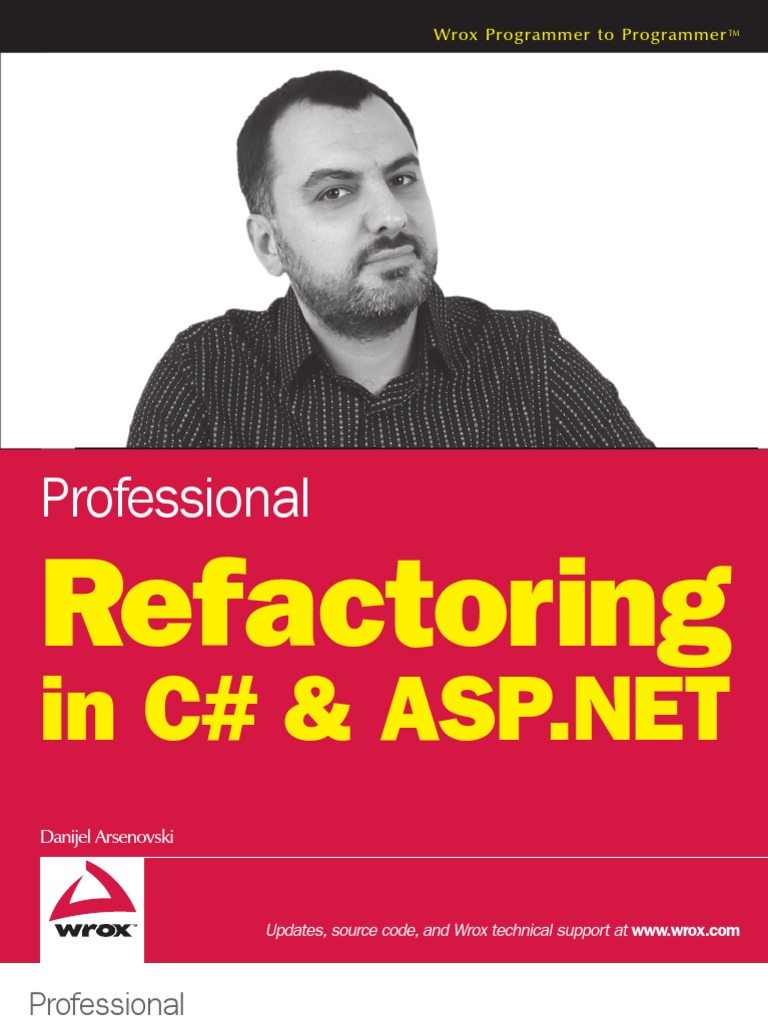 Wrox Programmer to Programmer™
Professional
Refactoring
in C# & ASP.NET
Danijel Arsenovski
wrox™
Updates, source code, and Wrox technical support at www.wrox.com
Professional